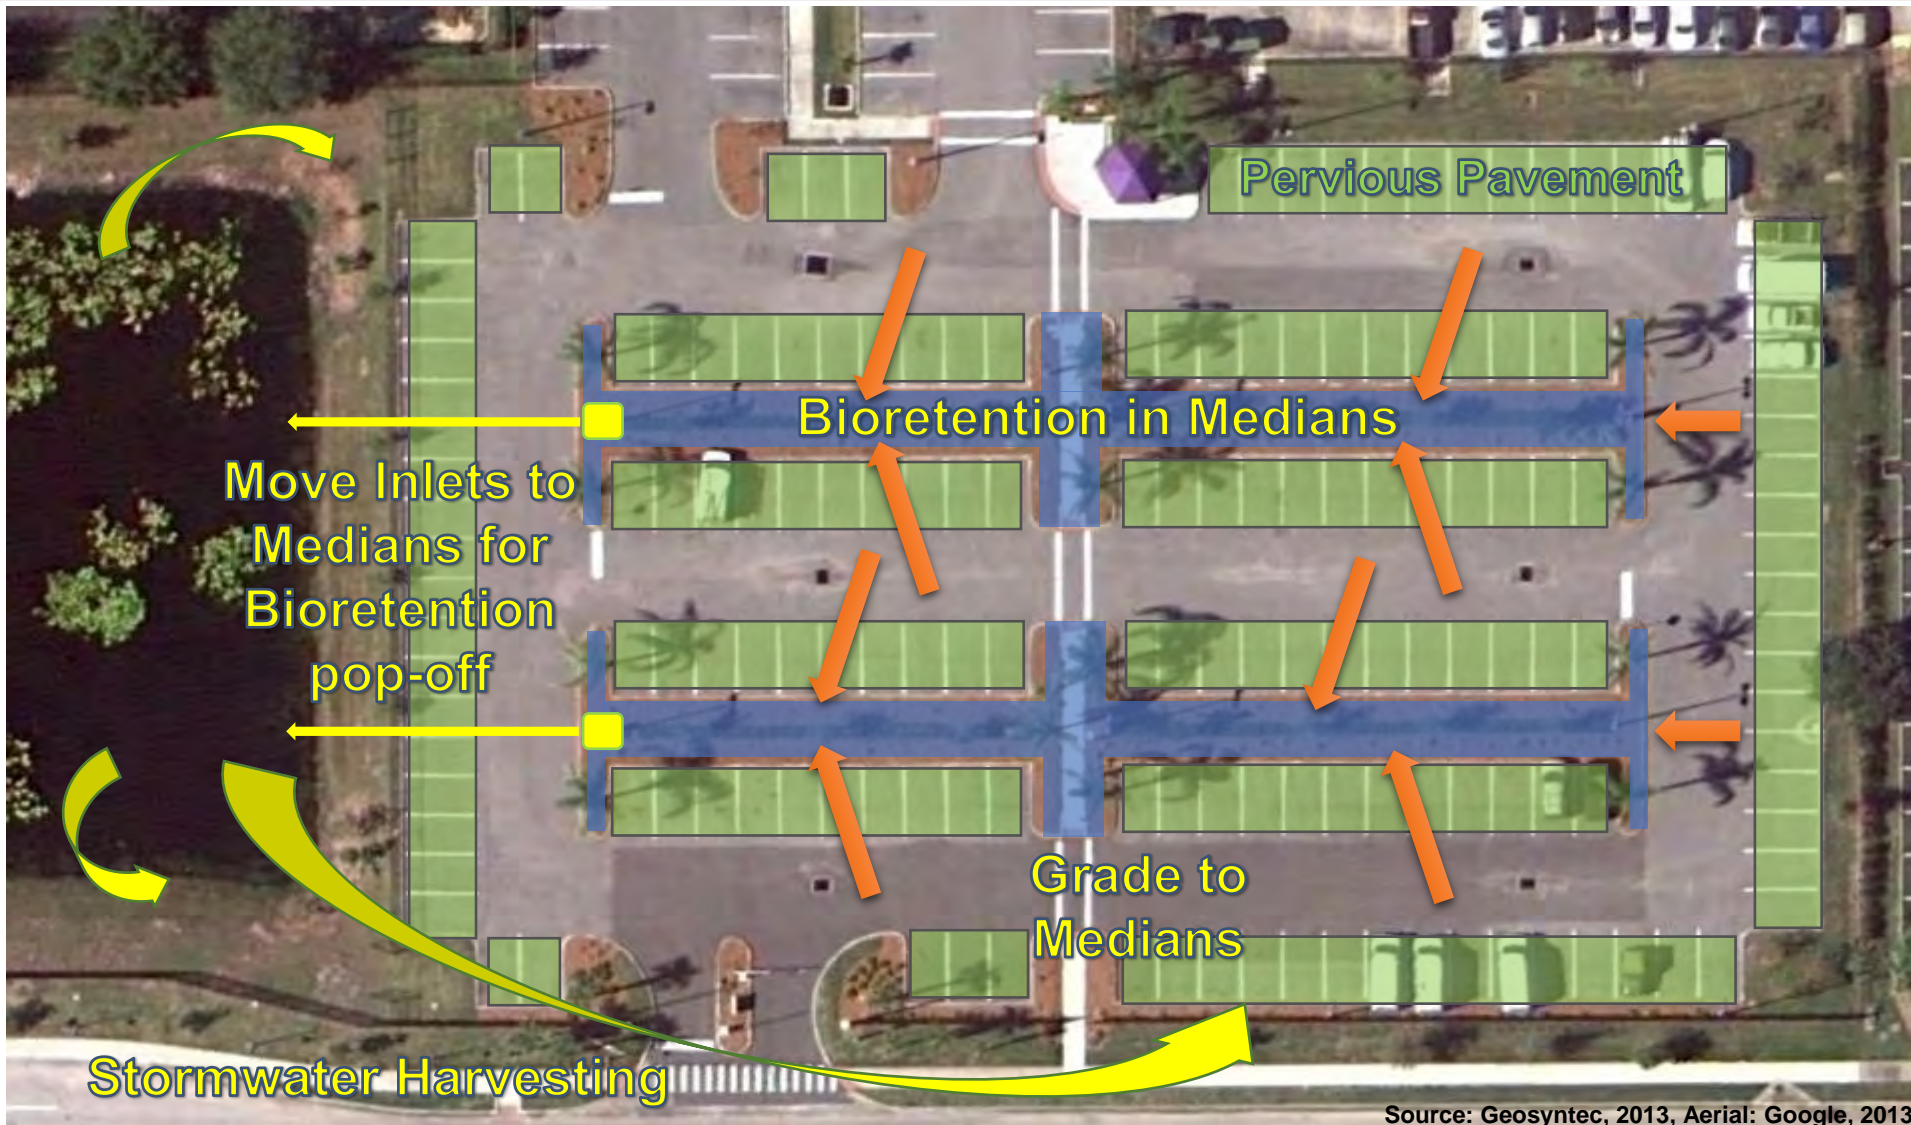 Pervious Pavement
Bioretention in Medians
Move Inlets to
Medians for
Bioretention
pop-off
Grade to
Medians
Stormwater Harvesting
Source: Geosyntec, 2013, Aerial: Google, 2013